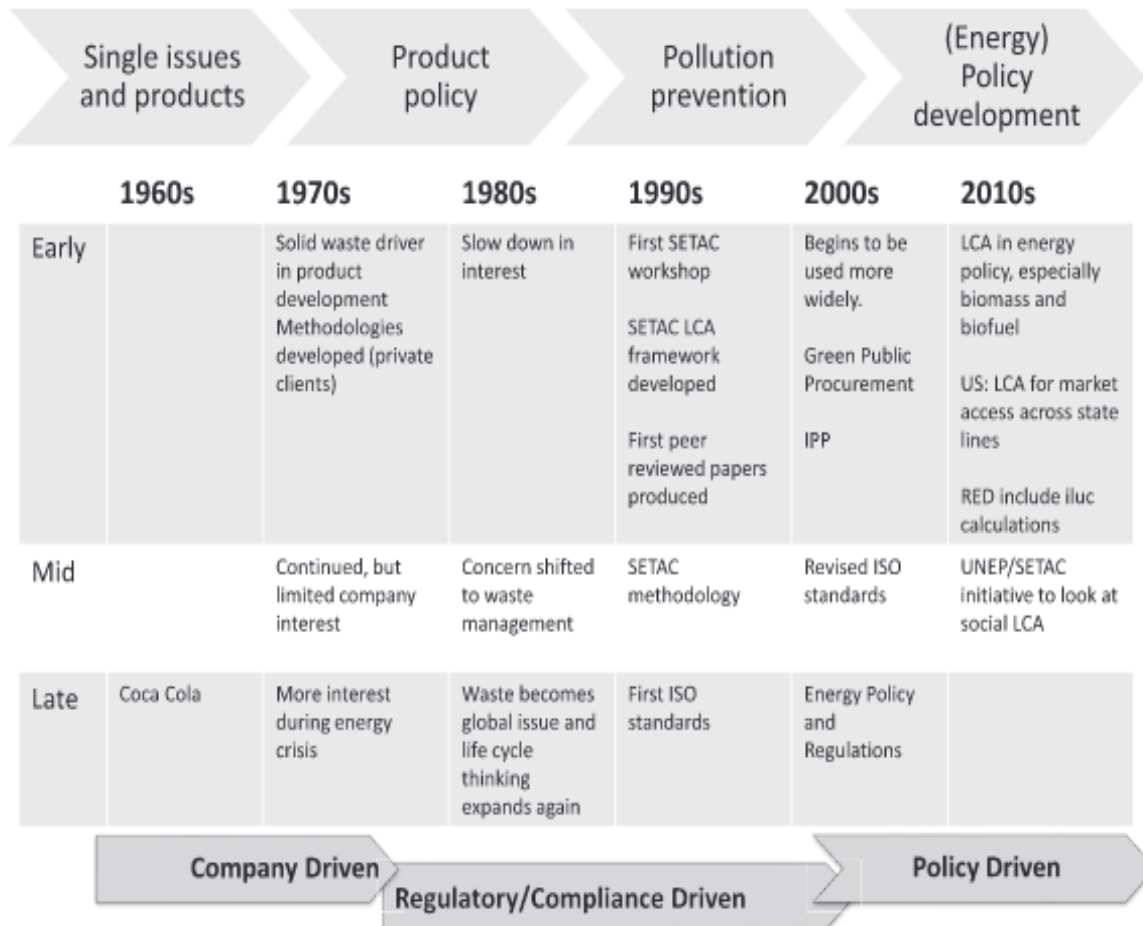 Single issues
and products
Product
policy
Pollution
prevention
(Energy)
Policy
development
1960s
1970s
1980s
1990s
2000s
2010s
Early
Solid waste driver
in product
development
Methodologies
developed (private
clients)
Slow down in
interest
First SETAC
workshop
SETAC LCA
framework
developed
First peer
reviewed papers
produced
Begins to be
used more
widely.
Green Public
Procurement
IPP
LCA in energy
policy, especially
biomass and
biofuel
US: LCA for market
access across state
lines
RED include iluc
calculations
Mid
Continued, but
limited company
interest
Concern shifted
to waste
management
SETAC
methodology
Revised ISO
standards
UNEP/SETAC
initiative to look at
social LCA
Late
Coca Cola
More interest
during energy
crisis
Waste becomes
global issue and
life cycle
thinking
expands again
First ISO
standards
Energy Policy
and
Regulations
Company Driven
Regulatory/Compliance Driven
Policy Driven